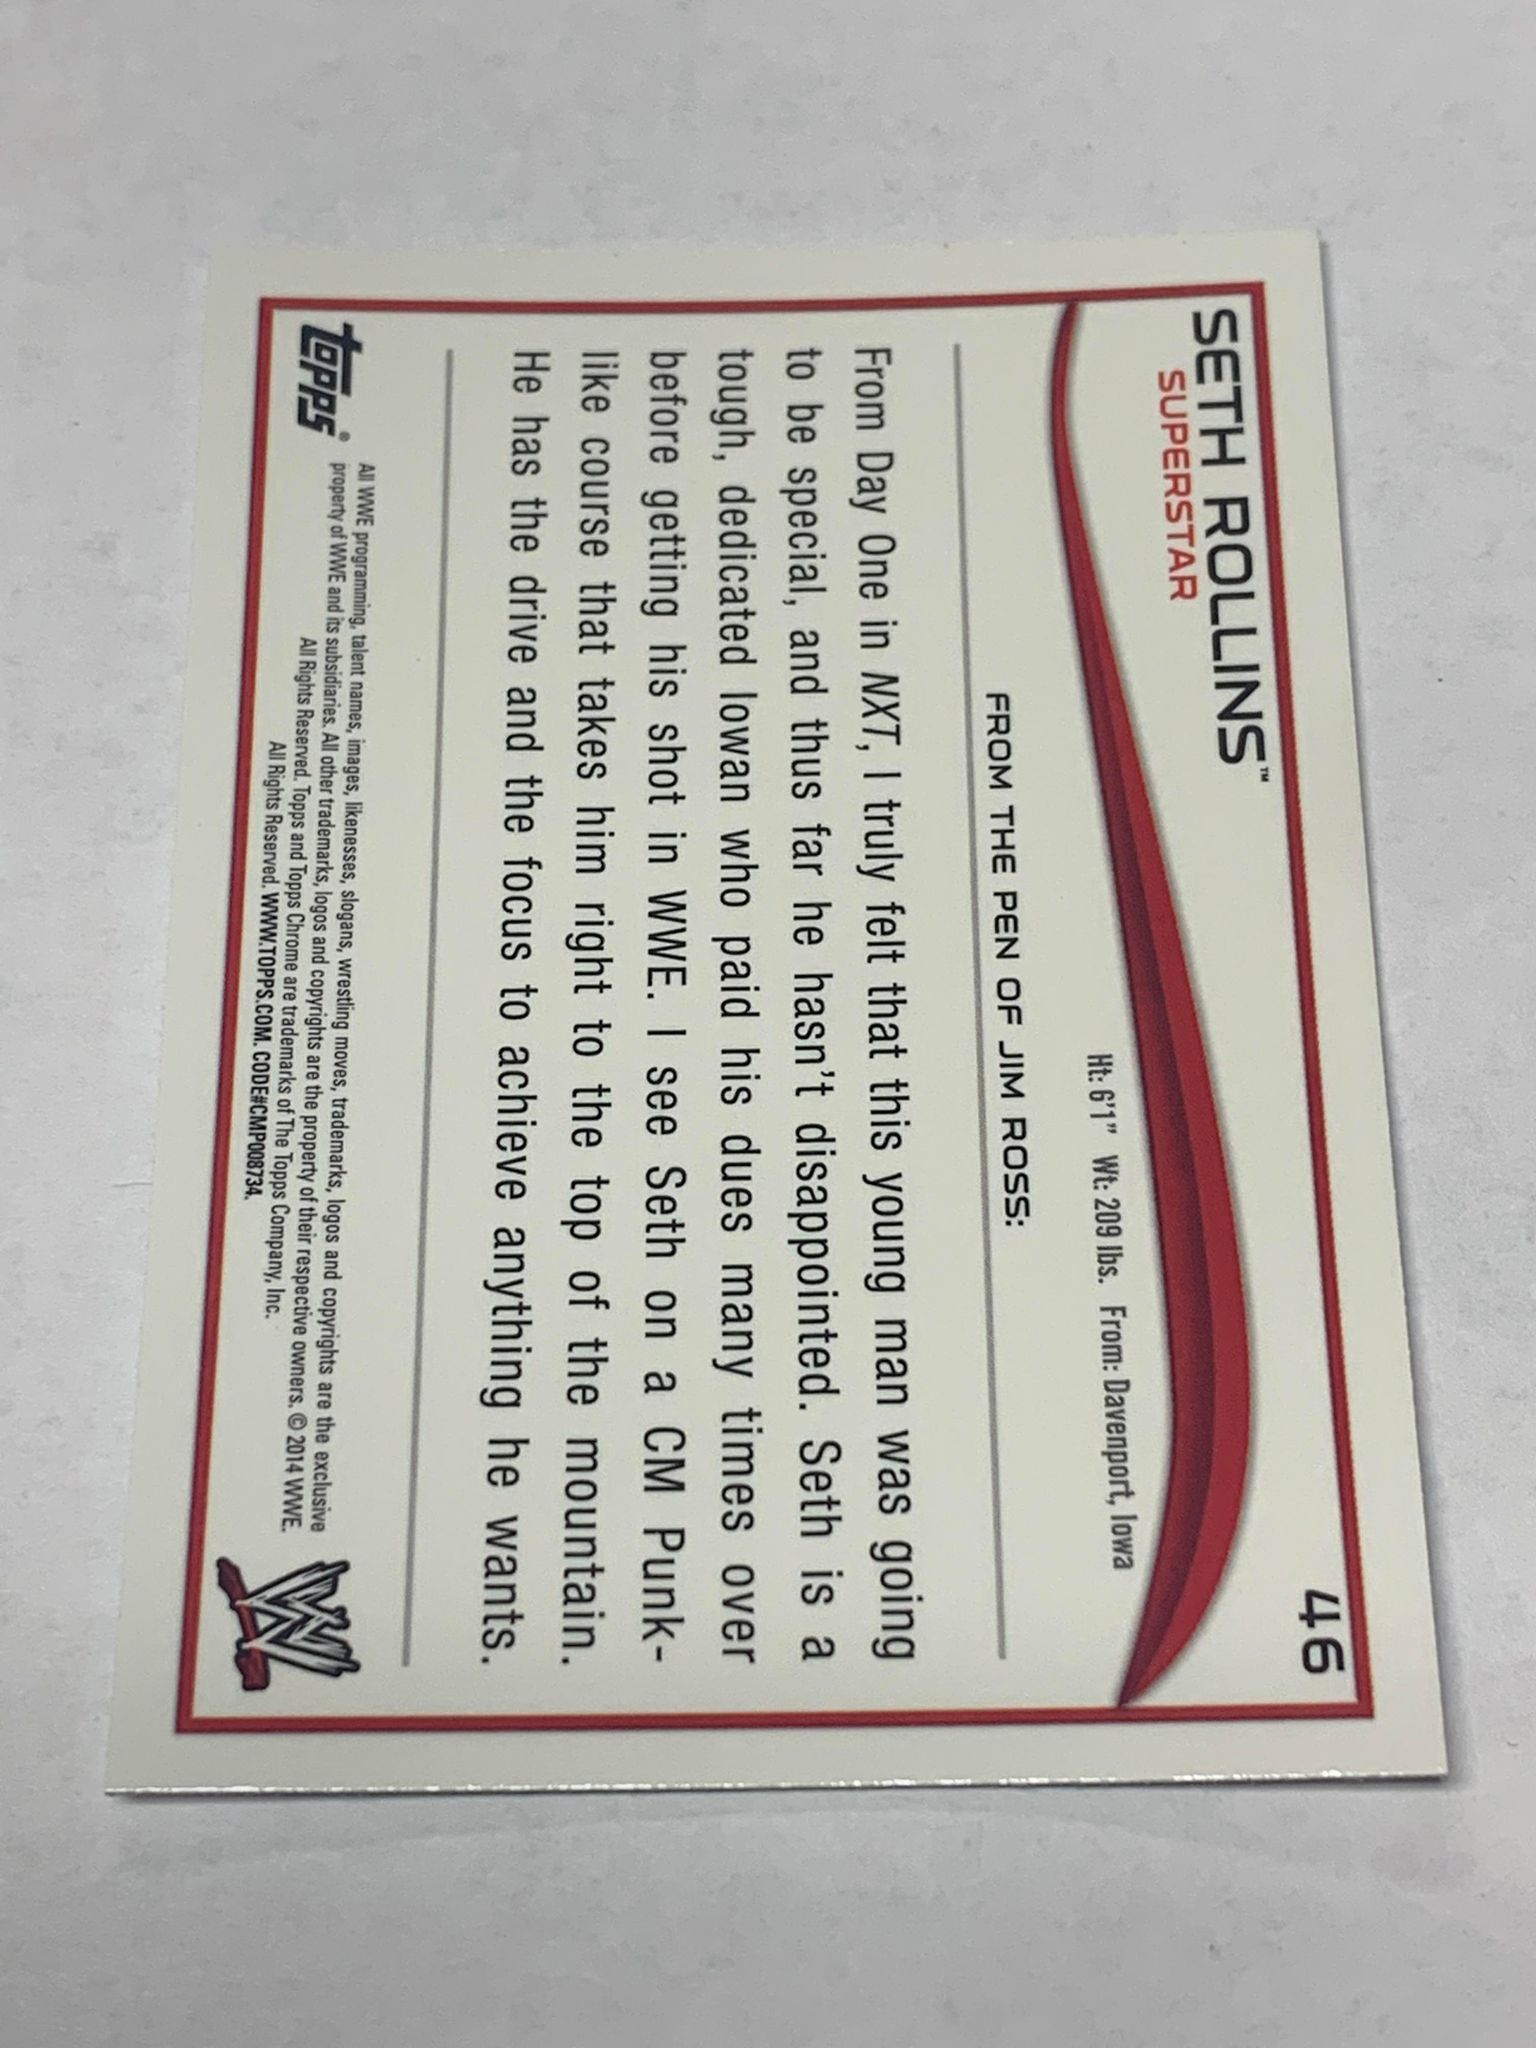 SETH ROLLINS™
46
SUPERSTAR
Ht: 6'1" Wt: 209 lbs. From: Davenport, Iowa
FROM THE PEN OF JIM ROSS:
From Day One in NXT, I truly felt that this young man was going
to be special, and thus far he hasn't disappointed. Seth is a
tough, dedicated Iowan who paid his dues many times over
before getting his shot in WWE. I see Seth on a CM Punk-
like course that takes him right to the top of the mountain.
He has the drive and the focus to achieve anything he wants.
topps®
All WWE programming, talent names, images, likenesses, slogans, wrestling moves, trademarks, logos and copyrights are the exclusive
property of WWE and its subsidiaries. All other trademarks, logos and copyrights are the property of their respective owners. © 2014 WWE.
All Rights Reserved. Topps and Topps Chrome are trademarks of The Topps Company, Inc.
All Rights Reserved. WWW.TOPPS.COM. CODE#CMP008734.
W